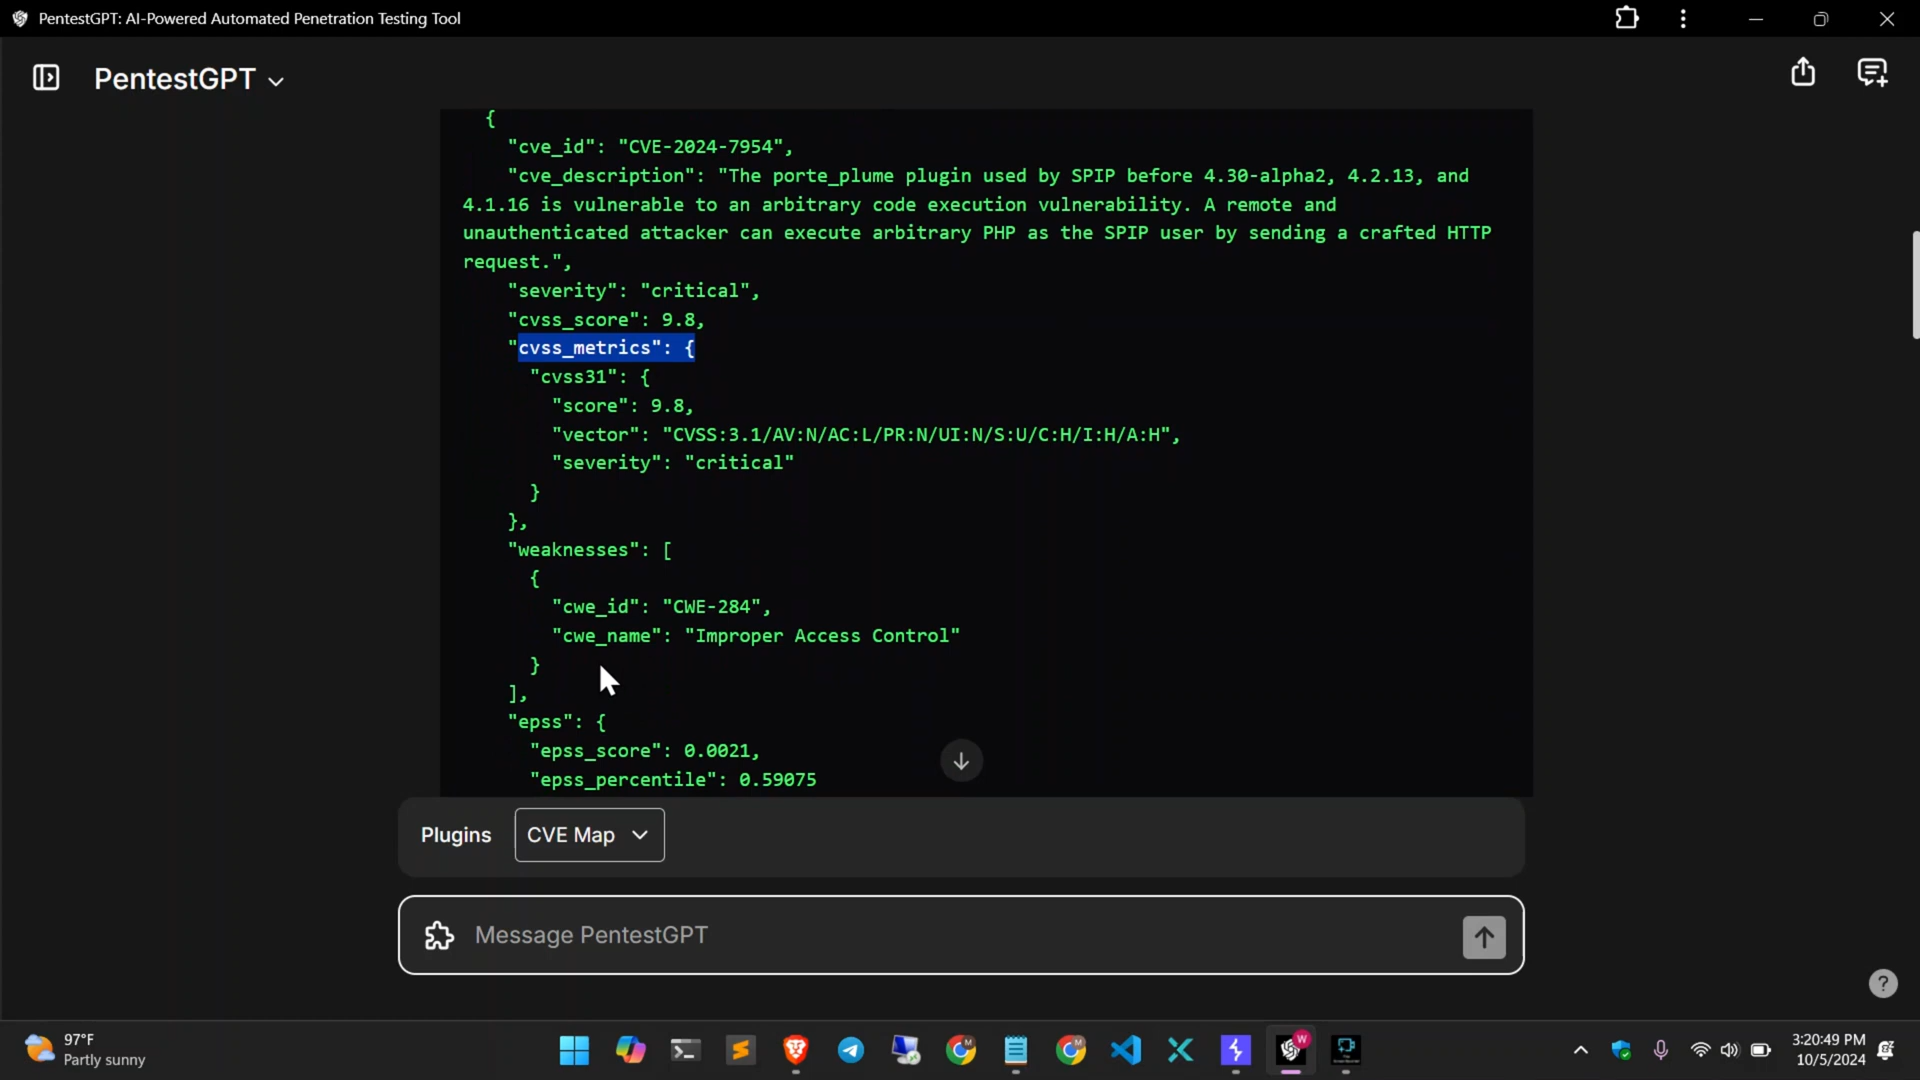 PentestGPT: AI-Powered Automated Penetration Testing Tool
PentestGPT
{
"cve_id": "CVE-2024-7954",
"cve_description": "The porte_plume plugin used by SPIP before 4.30-alpha2, 4.2.13, and
4.1.16 is vulnerable to an arbitrary code execution vulnerability. A remote and
unauthenticated attacker can execute arbitrary PHP as the SPIP user by sending a crafted HTTP
request.",
"severity": "critical",
"cvss_score": 9.8,
"cvss_metrics": {
"cvss31": {
"score": 9.8,
"vector": "CVSS:3.1/AV:N/AC:L/PR:N/UI:N/S:U/C:H/I:H/A:H",
"severity": "critical"
}
},
"weaknesses": [
{
"cwe_id": "CWE-284",
"cwe_name": "Improper Access Control"
}
],
"epss": {
"epss_score": 0.0021,
"epss_percentile": 0.59075
Plugins
CVE Map
Message PentestGPT
?
97°F
Partly sunny
M
M
W
3:20:49 PM
10/5/2024